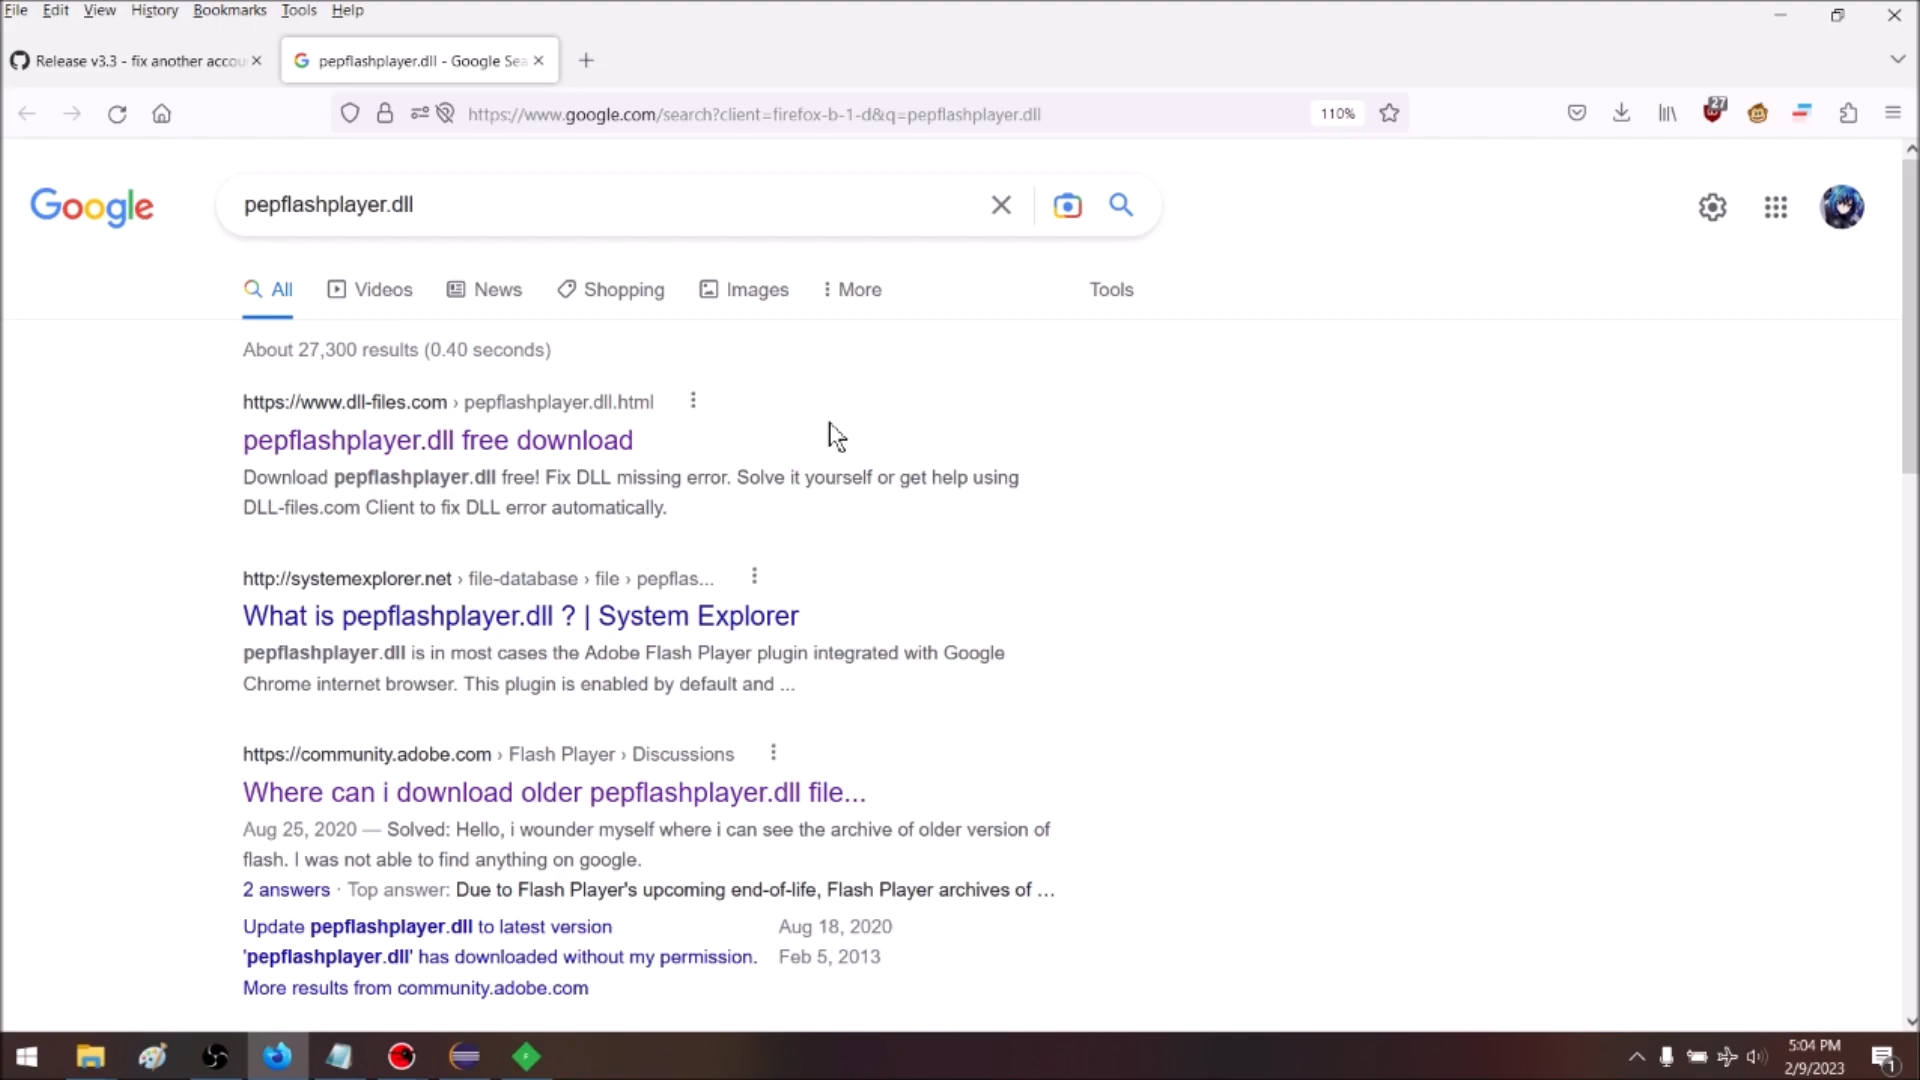 File Edit View History Bookmarks Tools Help
Release v3.3 - fix another accou
pepflashplayer.dll - Google Sea
https://www.google.com/search?client=firefox-b-1-d&q=pepflashplayer.dll
110%
27
Google
pepflashplayer.dll
All Videos News Shopping Images More Tools
About 27,300 results (0.40 seconds)
https://www.dll-files.com › pepflashplayer.dll.html
pepflashplayer.dll free download
Download pepflashplayer.dll free! Fix DLL missing error. Solve it yourself or get help using
DLL-files.com Client to fix DLL error automatically.
http://systemexplorer.net › file-database › file › pepflas...
What is pepflashplayer.dll ? | System Explorer
pepflashplayer.dll is in most cases the Adobe Flash Player plugin integrated with Google
Chrome internet browser. This plugin is enabled by default and ...
https://community.adobe.com › Flash Player › Discussions
Where can i download older pepflashplayer.dll file...
Aug 25, 2020 — Solved: Hello, i wounder myself where i can see the archive of older version of
flash. I was not able to find anything on google.
2 answers · Top answer: Due to Flash Player's upcoming end-of-life, Flash Player archives of ...
Update pepflashplayer.dll to latest version Aug 18, 2020
'pepflashplayer.dll' has downloaded without my permission. Feb 5, 2013
More results from community.adobe.com
5:04 PM
2/9/2023
1